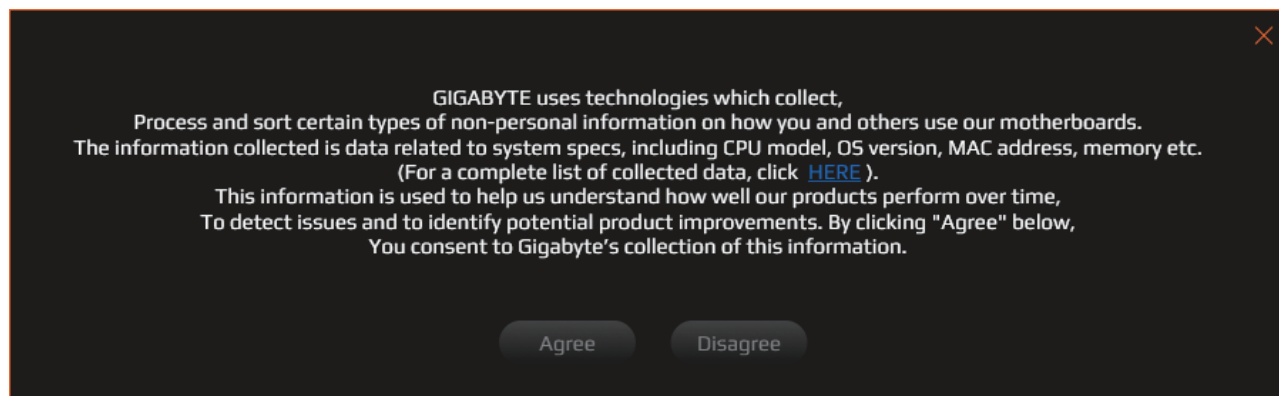 GIGABYTE uses technologies which collect,
Process and sort certain types of non-personal information on how you and others use our motherboards.
The information collected is data related to system specs, including CPU model, OS version, MAC address, memory etc.
(For a complete list of collected data, click HERE ).
This information is used to help us understand how well our products perform over time,
To detect issues and to identify potential product improvements. By clicking "Agree" below,
You consent to Gigabyte’s collection of this information.
Agree Disagree